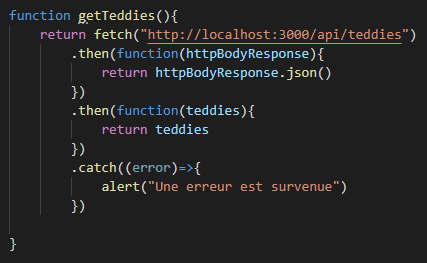 function getTeddies(){
    return fetch("http://localhost:3000/api/teddies")
        .then(function(httpBodyResponse){
            return httpBodyResponse.json()
        })
        .then(function(teddies){
            return teddies
        })
        .catch((error)=>{
            alert("Une erreur est survenue")
        })
}